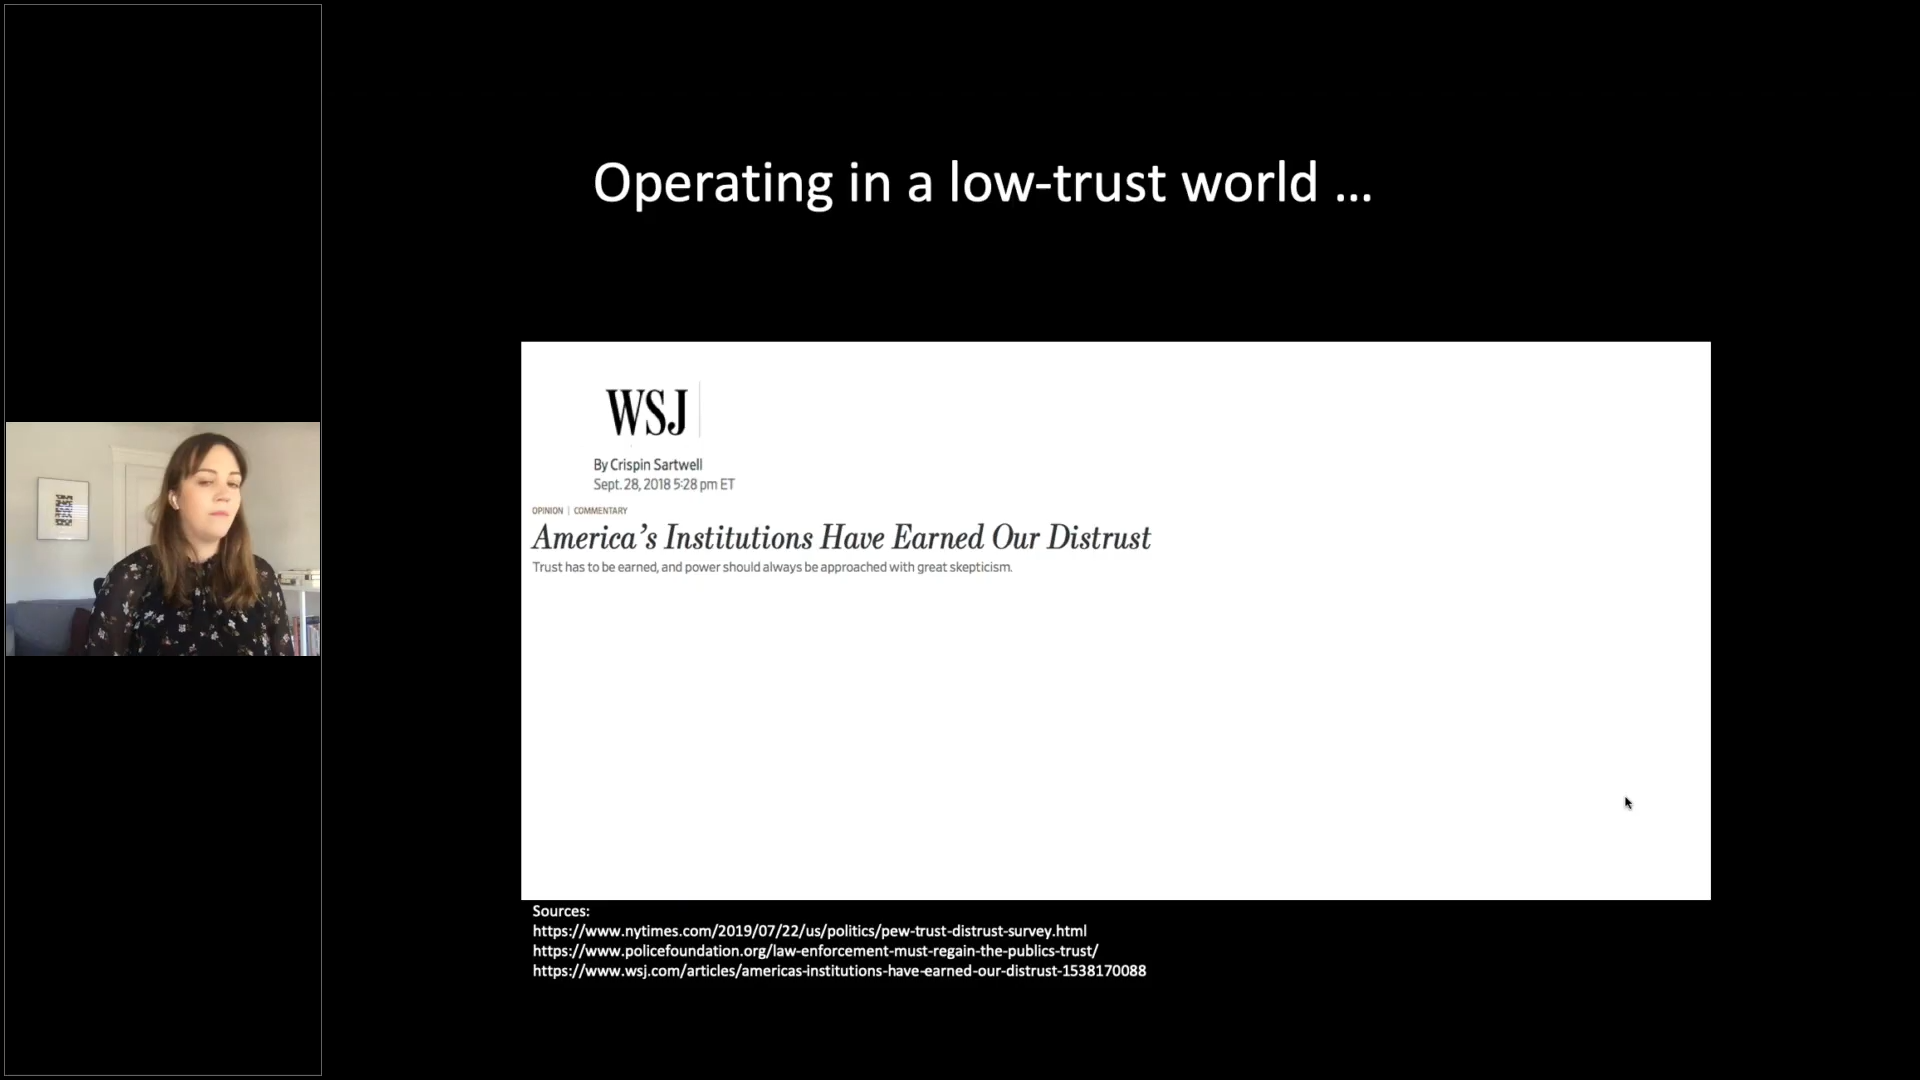 Operating in a low-trust world ...
WSJ
By Crispin Sartwell
Sept. 28, 2018 5:28 pm ET
OPINION | COMMENTARY
America’s Institutions Have Earned Our Distrust
Trust has to be earned, and power should always be approached with great skepticism.
Sources:
https://www.nytimes.com/2019/07/22/us/politics/pew-trust-distrust-survey.html
https://www.policefoundation.org/law-enforcement-must-regain-the-publics-trust/
https://www.wsj.com/articles/americas-institutions-have-earned-our-distrust-1538170088